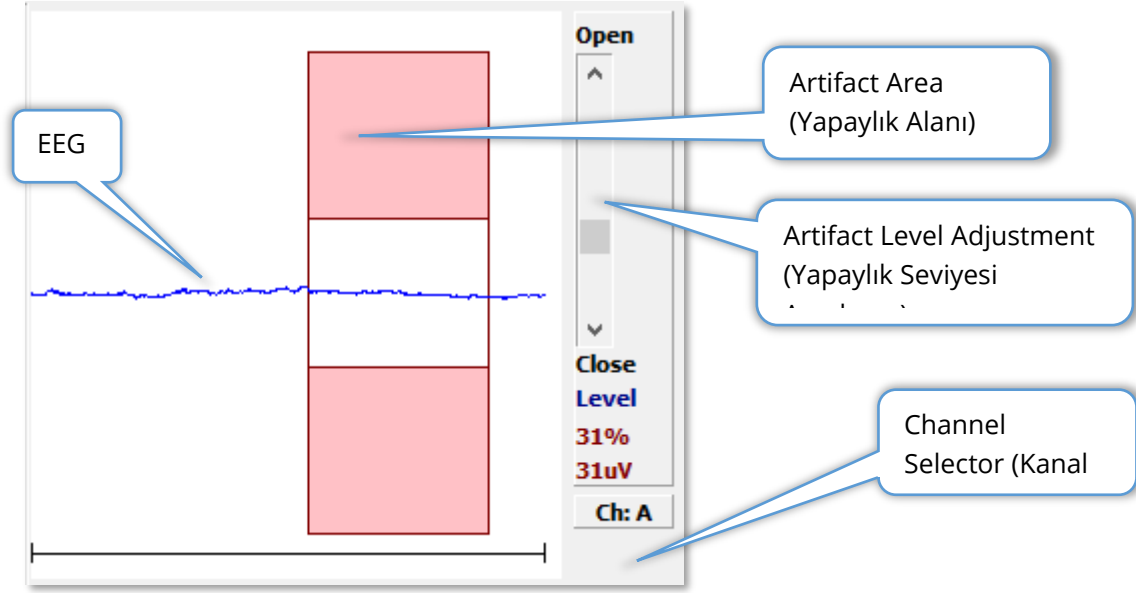 Open
Artifact Area
(Yapaylık Alanı)
EEG
Artifact Level Adjustment
(Yapaylık Seviyesi
Close
Level
31%
31uV
Channel
Selector (Kanal
Ch: A